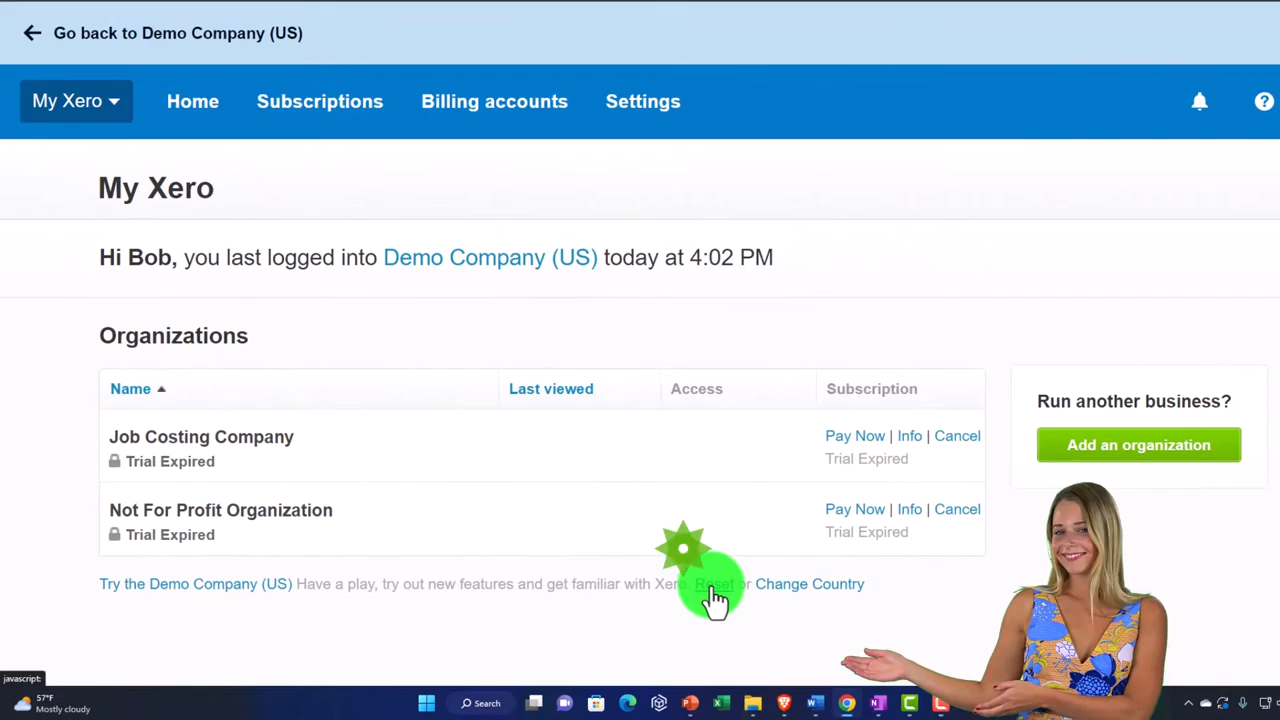 Go back to Demo Company (US)
My Xero Home Subscriptions Billing accounts Settings
My Xero
Hi Bob, you last logged into Demo Company (US) today at 4:02 PM
Organizations
Name Last viewed Access Subscription
Run another business?
Add an organization
Job Costing Company Pay Now | Info | Cancel
Trial Expired Trial Expired
Not For Profit Organization Pay Now | Info | Cancel
Trial Expired Trial Expired
Try the Demo Company (US) Have a play, try out new features and get familiar with Xero. Reset or Change Country
javascript:
57°F
Mostly cloudy
Search